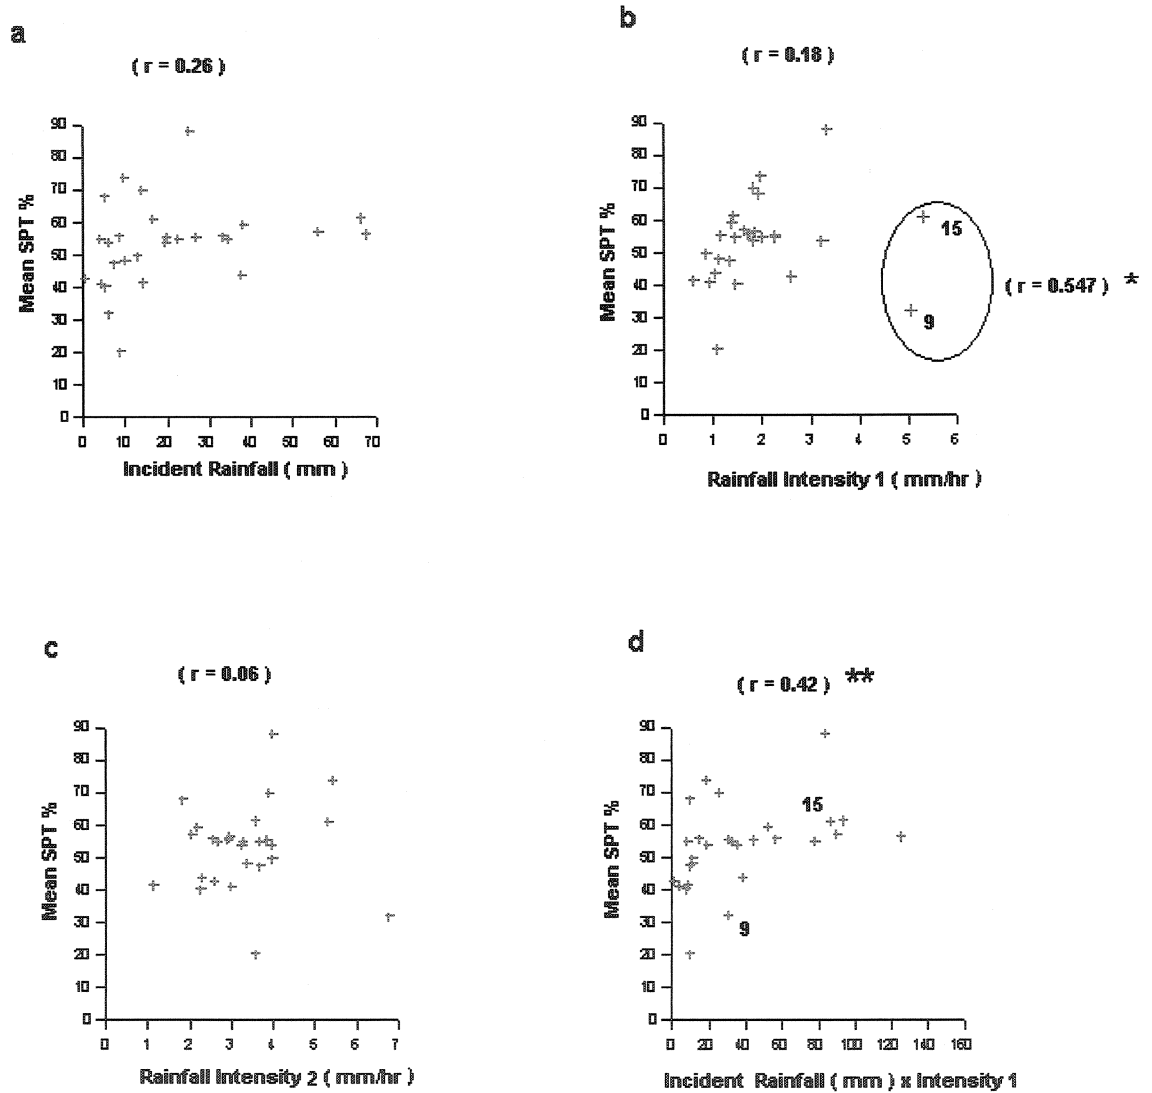 a
( r = 0.26 )
Mean SPT %
90
80
70
60
50
40
30
20
10
0
0 10 20 30 40 50 60 70
Incident Rainfall ( mm )
b
( r = 0.18 )
Mean SPT %
90
80
70
60
50
40
30
20
10
0
15
9
( r = 0.547 ) *
0 1 2 3 4 5 6
Rainfall Intensity 1 ( mm/hr )
c
( r = 0.06 )
Mean SPT %
90
80
70
60
50
40
30
20
10
0
0 1 2 3 4 5 6 7
Rainfall Intensity 2 ( mm/hr )
d
( r = 0.42 ) **
Mean SPT %
90
80
70
60
50
40
30
20
10
0
15
9
0 20 40 60 80 100 120 140 160
Incident Rainfall ( mm ) x Intensity 1